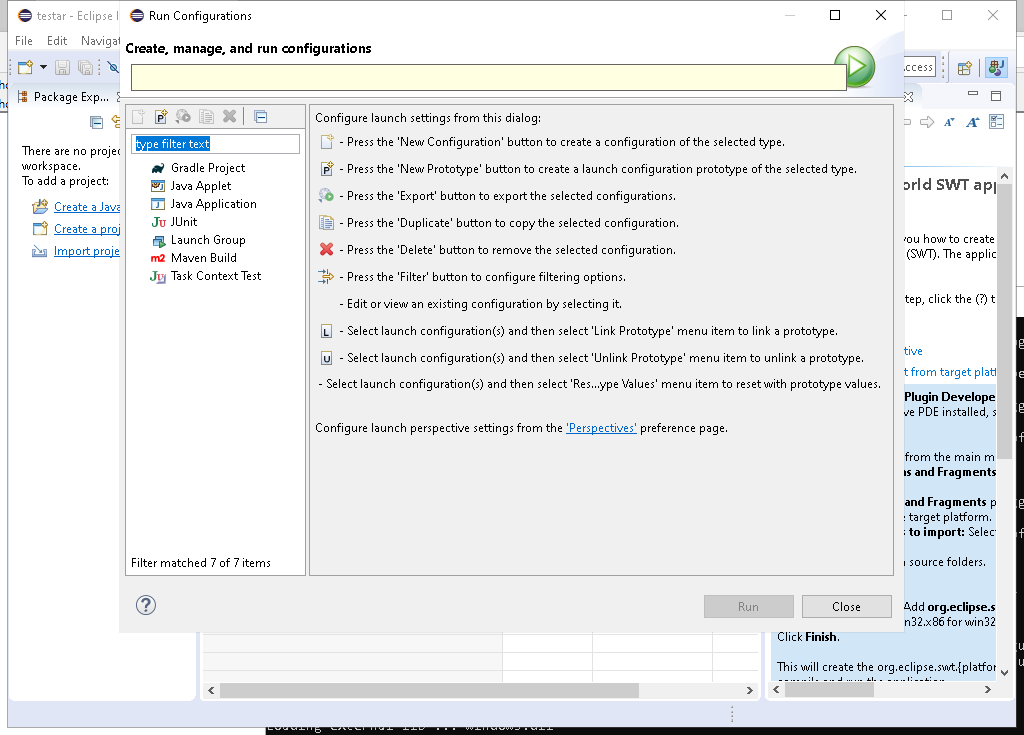 testar - Eclipse
Run Configurations
File Edit Navigat
Create, manage, and run configurations
ccess
Package Exp...
There are no projec
workspace.
To add a project:
Create a Java
Create a proj
Import proje
type filter text
Gradle Project
Java Applet
Java Application
JUnit
Launch Group
Maven Build
Task Context Test
Filter matched 7 of 7 items
Configure launch settings from this dialog:
- Press the 'New Configuration' button to create a configuration of the selected type.
- Press the 'New Prototype' button to create a launch configuration prototype of the selected type.
- Press the 'Export' button to export the selected configurations.
- Press the 'Duplicate' button to copy the selected configuration.
- Press the 'Delete' button to remove the selected configuration.
- Press the 'Filter' button to configure filtering options.
- Edit or view an existing configuration by selecting it.
- Select launch configuration(s) and then select 'Link Prototype' menu item to link a prototype.
- Select launch configuration(s) and then select 'Unlink Prototype' menu item to unlink a prototype.
- Select launch configuration(s) and then select 'Res...ype Values' menu item to reset with prototype values.
Configure launch perspective settings from the 'Perspectives' preference page.
Run Close
orld SWT app
you how to create
(SWT). The applic
tep, click the (?) t
tive
t from target platf
Plugin Develope
ve PDE installed, s
from the main m
ns and Fragments
and Fragments p
target platform.
s to import: Selec
source folders.
Add org.eclipse.s
n32.x86 for win32
Click Finish.
This will create the org.eclipse.swt.{platfor
compile and run the application.
Loading external lib ... windows.dll